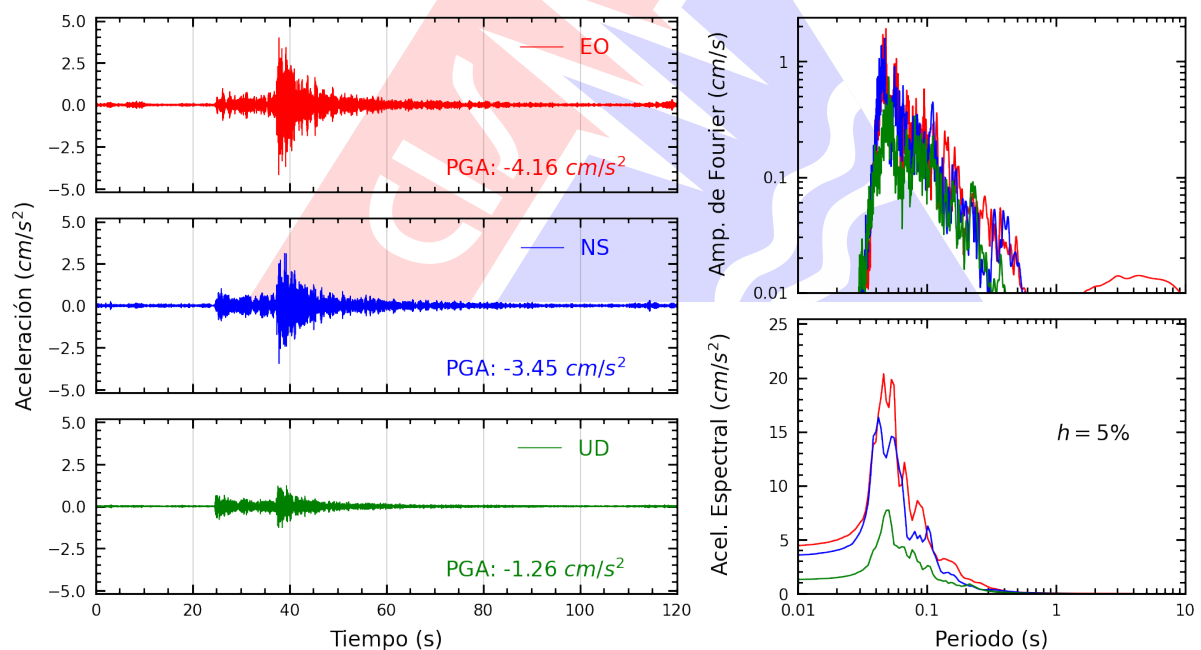 Aceleración (cm/s²)
5.0
2.5
0.0
−2.5
−5.0
EO
PGA: -4.16 cm/s²
5.0
2.5
0.0
−2.5
−5.0
NS
PGA: -3.45 cm/s²
5.0
2.5
0.0
−2.5
−5.0
UD
PGA: -1.26 cm/s²
0 20 40 60 80 100 120
Tiempo (s)
Amp. de Fourier (cm/s)
1
0.1
0.01
Acel. Espectral (cm/s²)
25
20
15
10
5
0
h = 5%
0.01 0.1 1 10
Periodo (s)